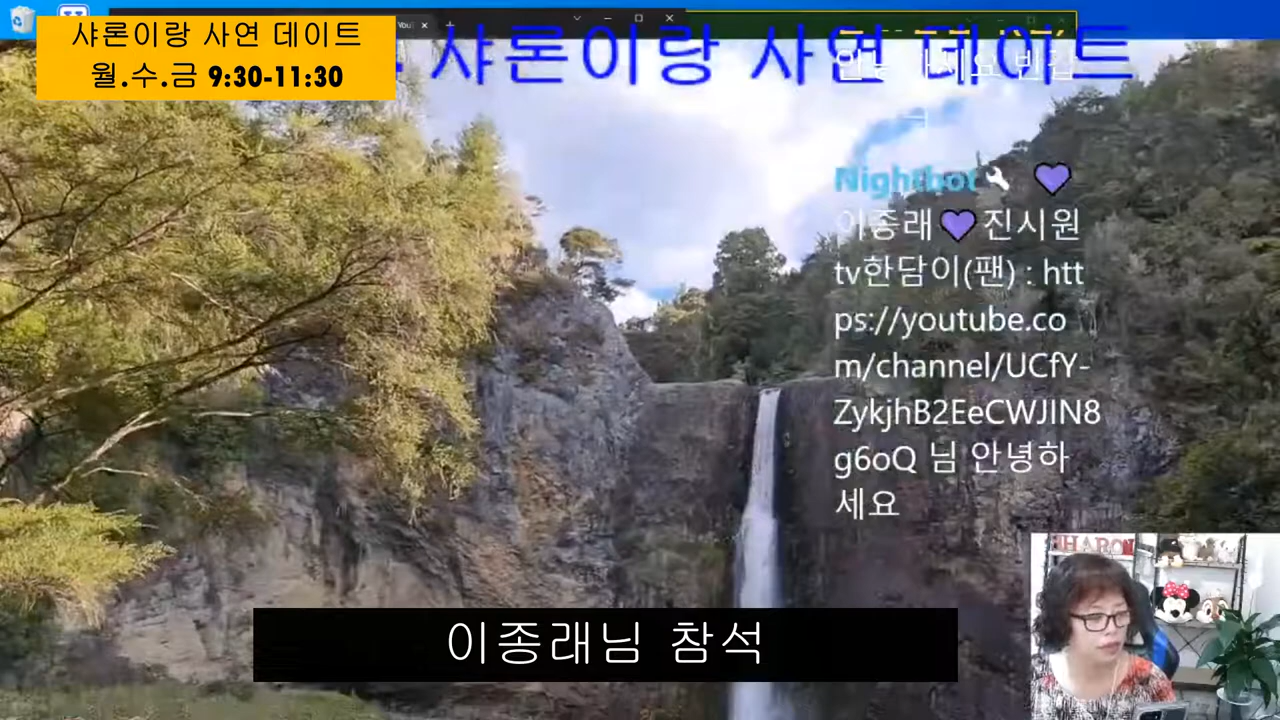 샤론이랑 사연 데이트
월.수.금 9:30-11:30
샤론이랑 사연 데이트
Nightbot
이종래💜진시원
tv한담이(팬) : htt
ps://youtube.co
m/channel/UCfY-
ZykjhB2EeCWJIN8
g6oQ 님 안녕하
세요
이종래님 참석